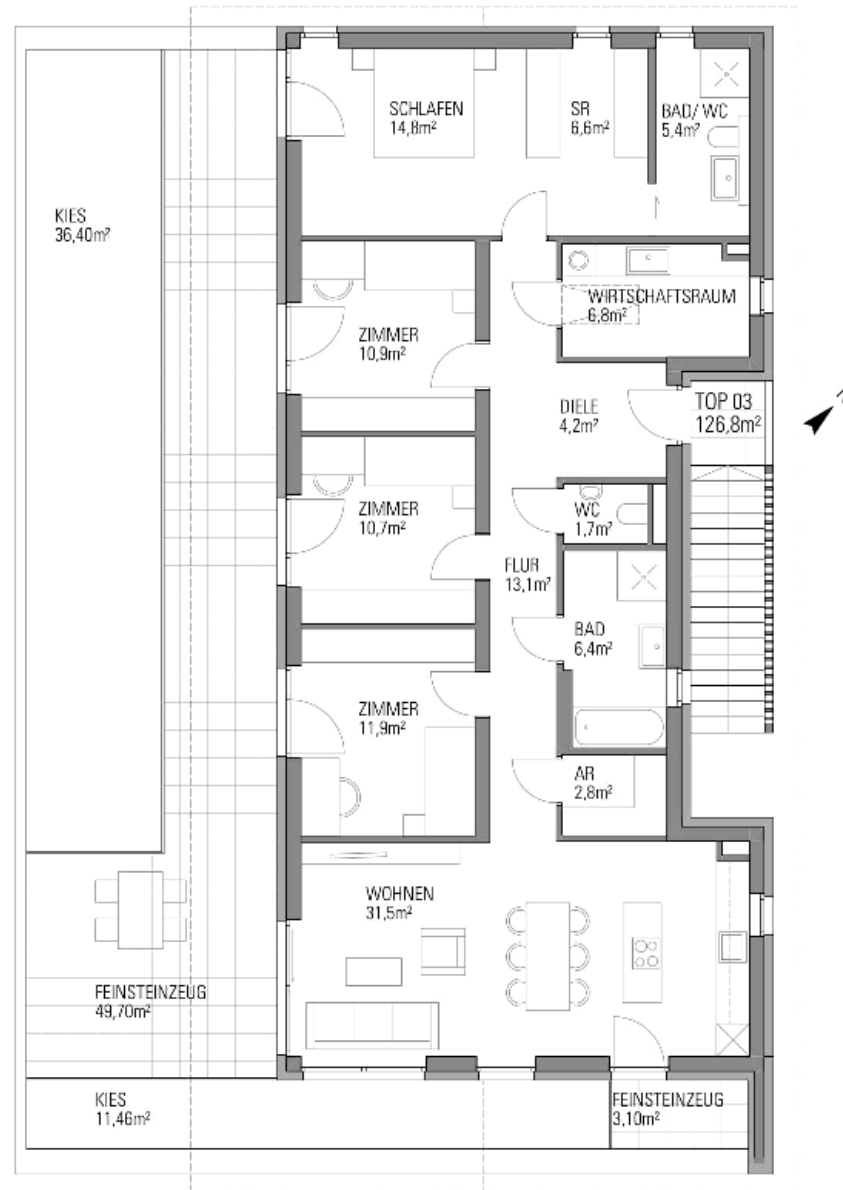 SCHLAFEN
14,8m²
SR
6,6m²
BAD/ WC
5,4m²
KIES
36,40m²
WIRTSCHAFTSRAUM
6,8m²
ZIMMER
10,9m²
DIELE
4,2m²
TOP 03
126,8m²
ZIMMER
10,7m²
WC
1,7m²
FLUR
13,1m²
BAD
6,4m²
ZIMMER
11,9m²
AR
2,8m²
WOHNEN
31,5m²
FEINSTEINZEUG
49,70m²
KIES
11,46m²
FEINSTEINZEUG
3,10m²